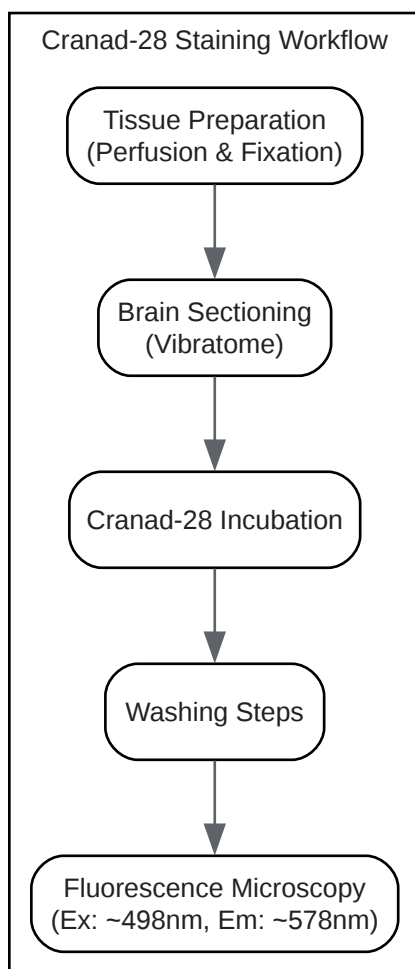 Cranad-28 Staining Workflow
Tissue Preparation
(Perfusion & Fixation)
Brain Sectioning
(Vibratome)
Cranad-28 Incubation
Washing Steps
Fluorescence Microscopy
(Ex: ~498nm, Em: ~578nm)